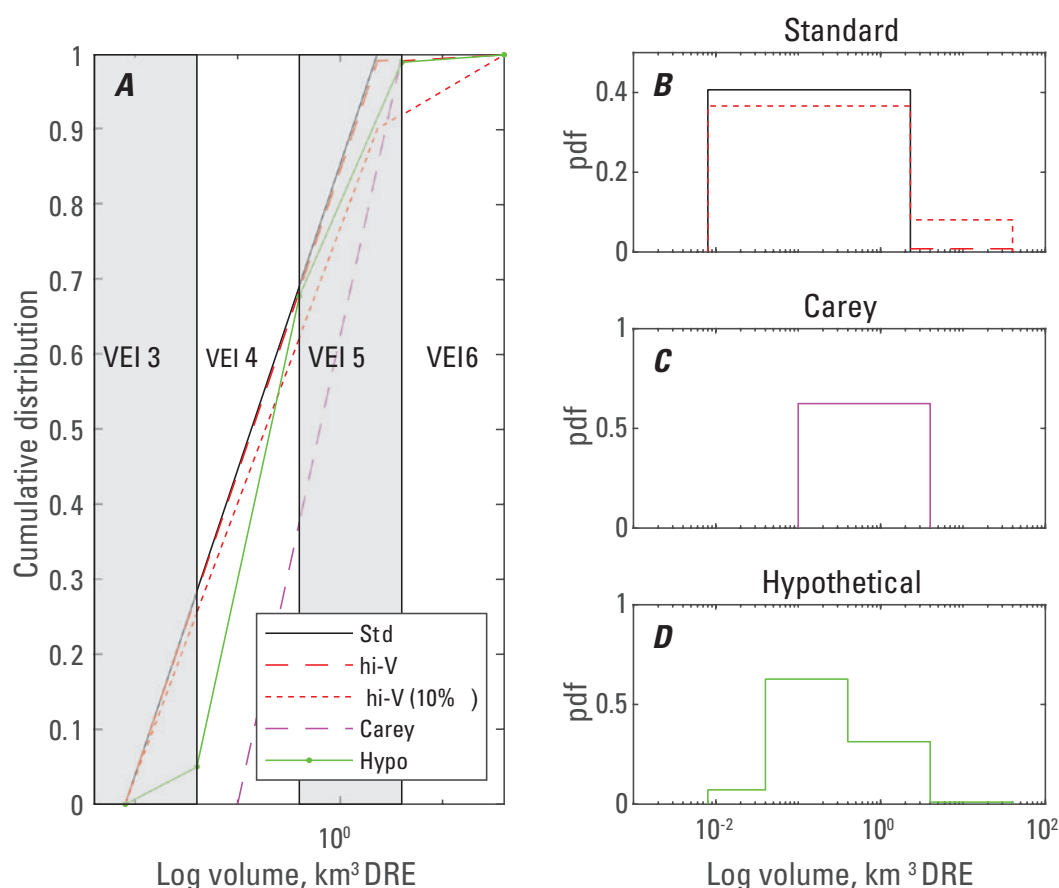 A
1
0.9
0.8
0.7
0.6
0.5
0.4
0.3
0.2
0.1
0
Cumulative distribution
VEI 3
VEI 4
VEI 5
VEI6
Std
hi-V
hi-V (10% )
Carey
Hypo
10⁰
Log volume, km³ DRE
Standard
B
0.4
0.2
0
pdf
Carey
C
1
0.5
0
pdf
Hypothetical
D
1
0.5
0
pdf
10⁻² 10⁰ 10²
Log volume, km ³ DRE